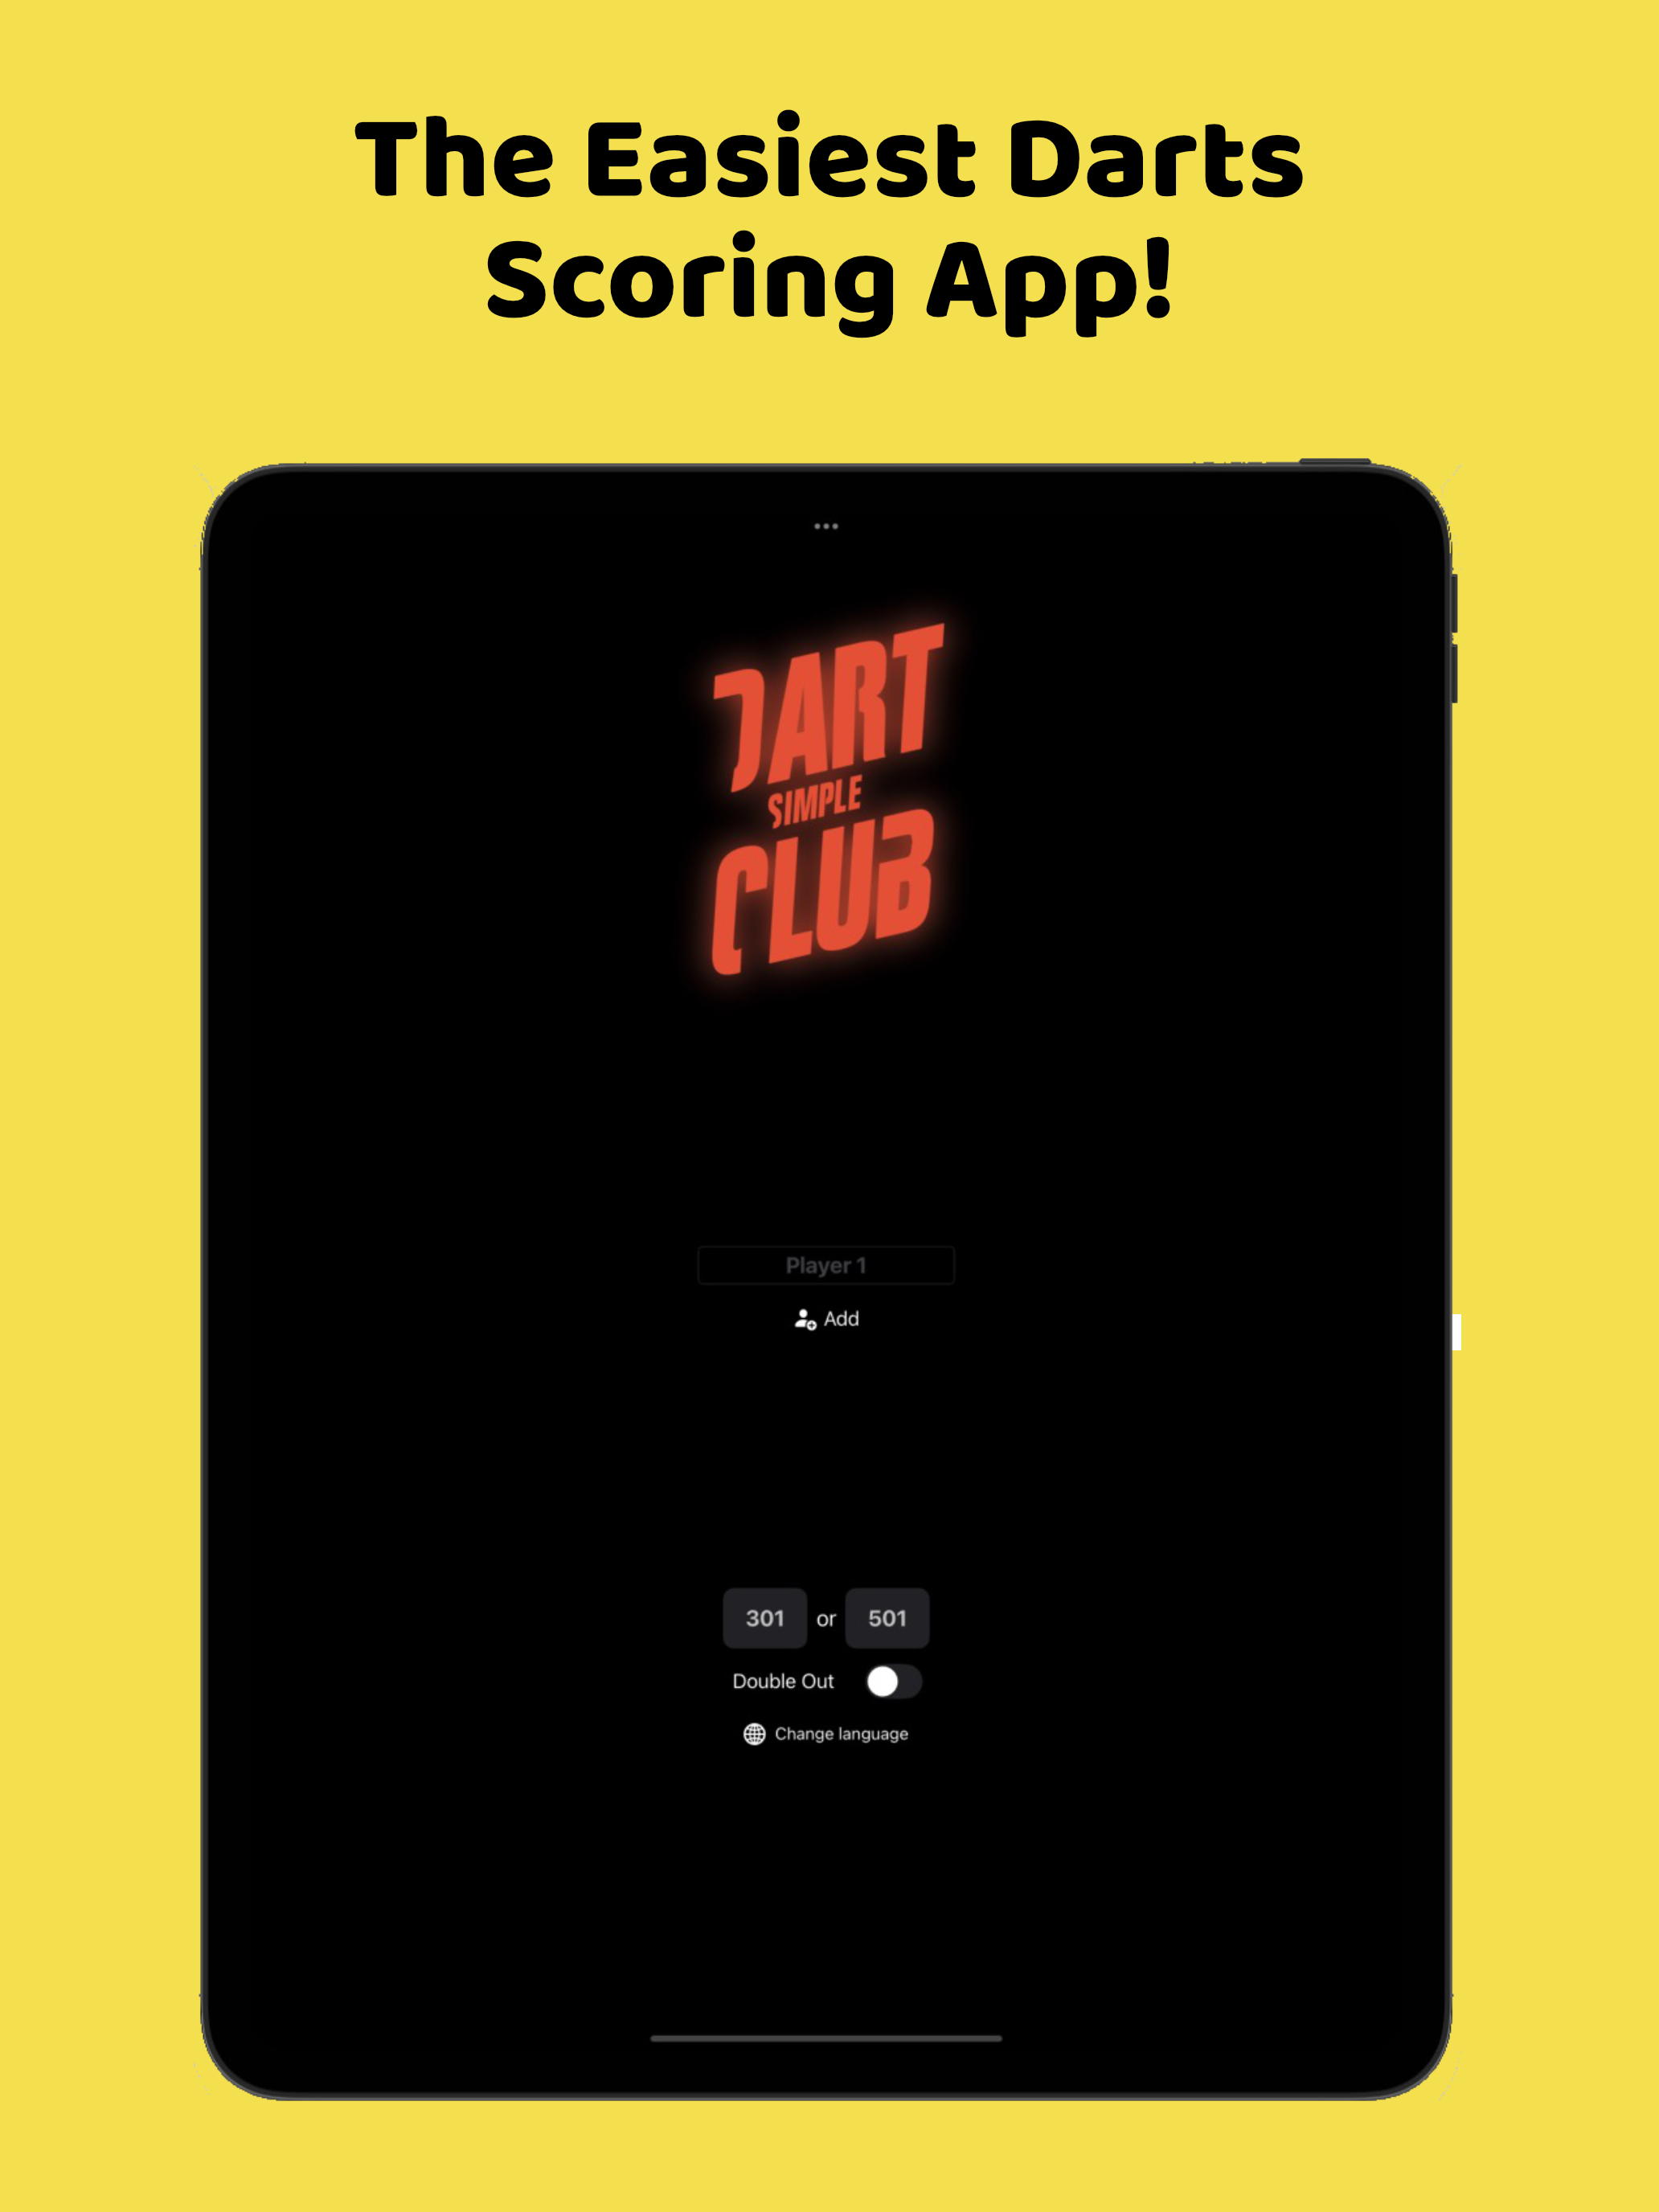 The Easiest Darts
Scoring App!
DART
SIMPLE
CLUB
Player 1
Add
301 or 501
Double Out
Change language